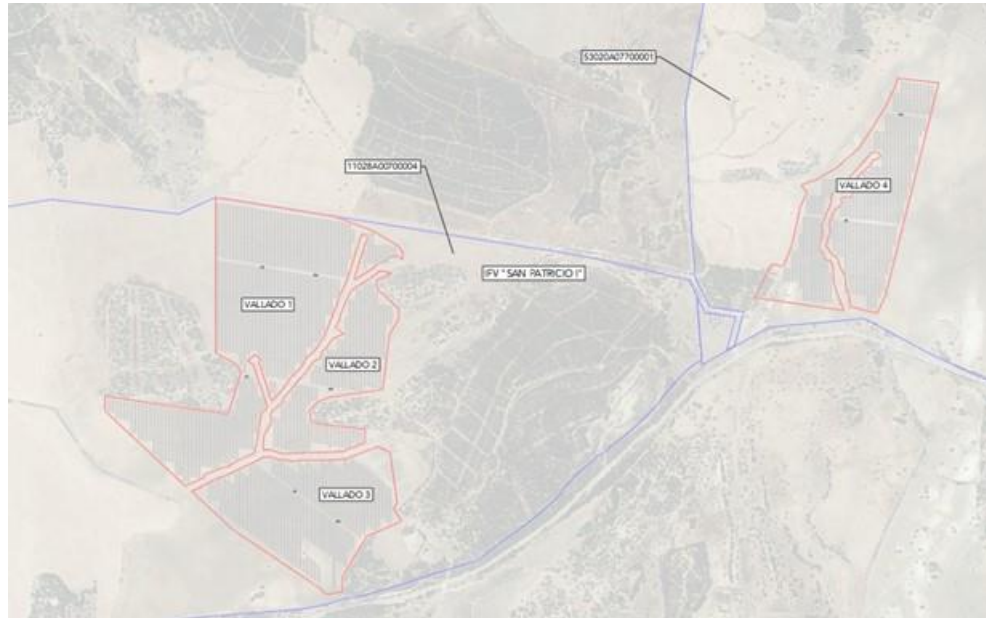 53020A07700001
11028A00700004
VALLADO 4
IFV "SAN PATRICIO I"
VALLADO 1
VALLADO 2
VALLADO 3